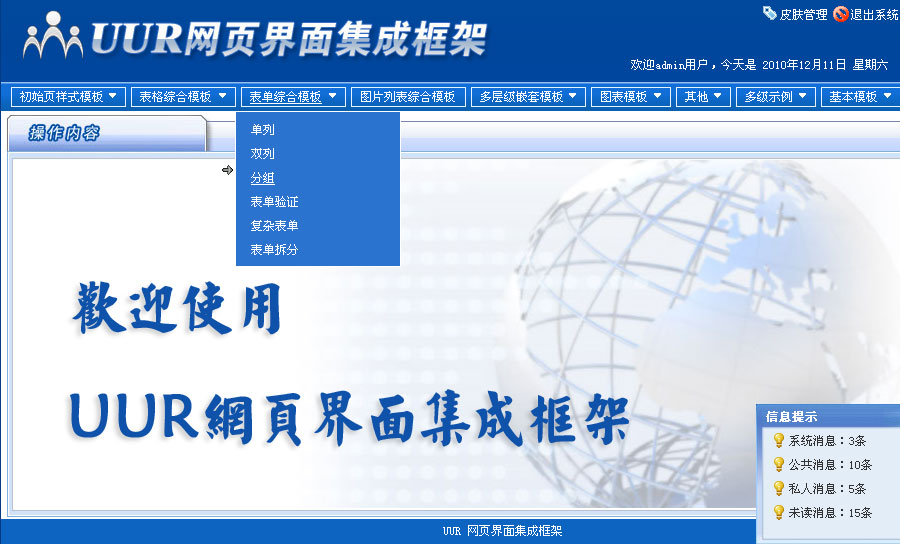 UUR网页界面集成框架
皮肤管理 退出系统
欢迎admin用户，今天是 2010年12月11日 星期六
初始页样式模板 表格综合模板 表单综合模板 图片列表综合模板 多层级嵌套模板 图表模板 其他 多级示例 基本模板
操作内容
单列
双列
分组
表单验证
复杂表单
表单拆分
歡迎使用
UUR網頁界面集成框架
信息提示
系统消息：3条
公共消息：10条
私人消息：5条
未读消息：15条
UUR 网页界面集成框架